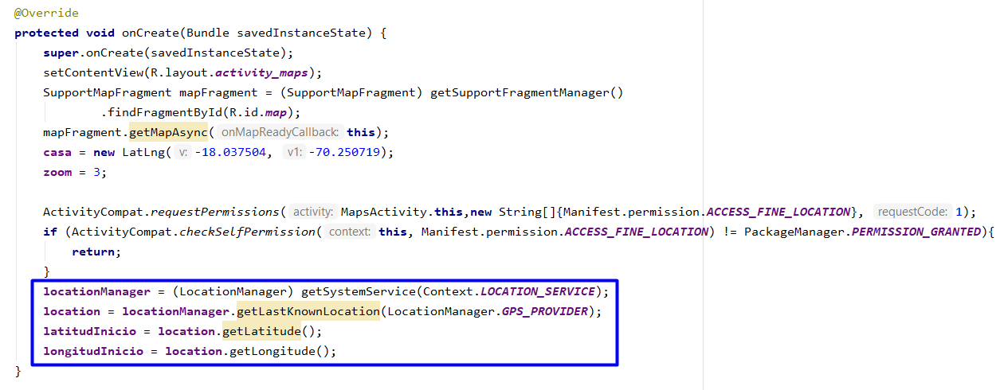 @Override
protected void onCreate(Bundle savedInstanceState) {
super.onCreate(savedInstanceState);
setContentView(R.layout.activity_maps);
SupportMapFragment mapFragment = (SupportMapFragment) getSupportFragmentManager()
.findFragmentById(R.id.map);
mapFragment.getMapAsync( onMapReadyCallback: this);
casa = new LatLng( v: -18.037504, v1: -70.250719);
zoom = 3;
ActivityCompat.requestPermissions( activity: MapsActivity.this,new String[]{Manifest.permission.ACCESS_FINE_LOCATION}, requestCode: 1);
if (ActivityCompat.checkSelfPermission( context: this, Manifest.permission.ACCESS_FINE_LOCATION) != PackageManager.PERMISSION_GRANTED){
return;
}
locationManager = (LocationManager) getSystemService(Context.LOCATION_SERVICE);
location = locationManager.getLastKnownLocation(LocationManager.GPS_PROVIDER);
latitudInicio = location.getLatitude();
longitudInicio = location.getLongitude();
}